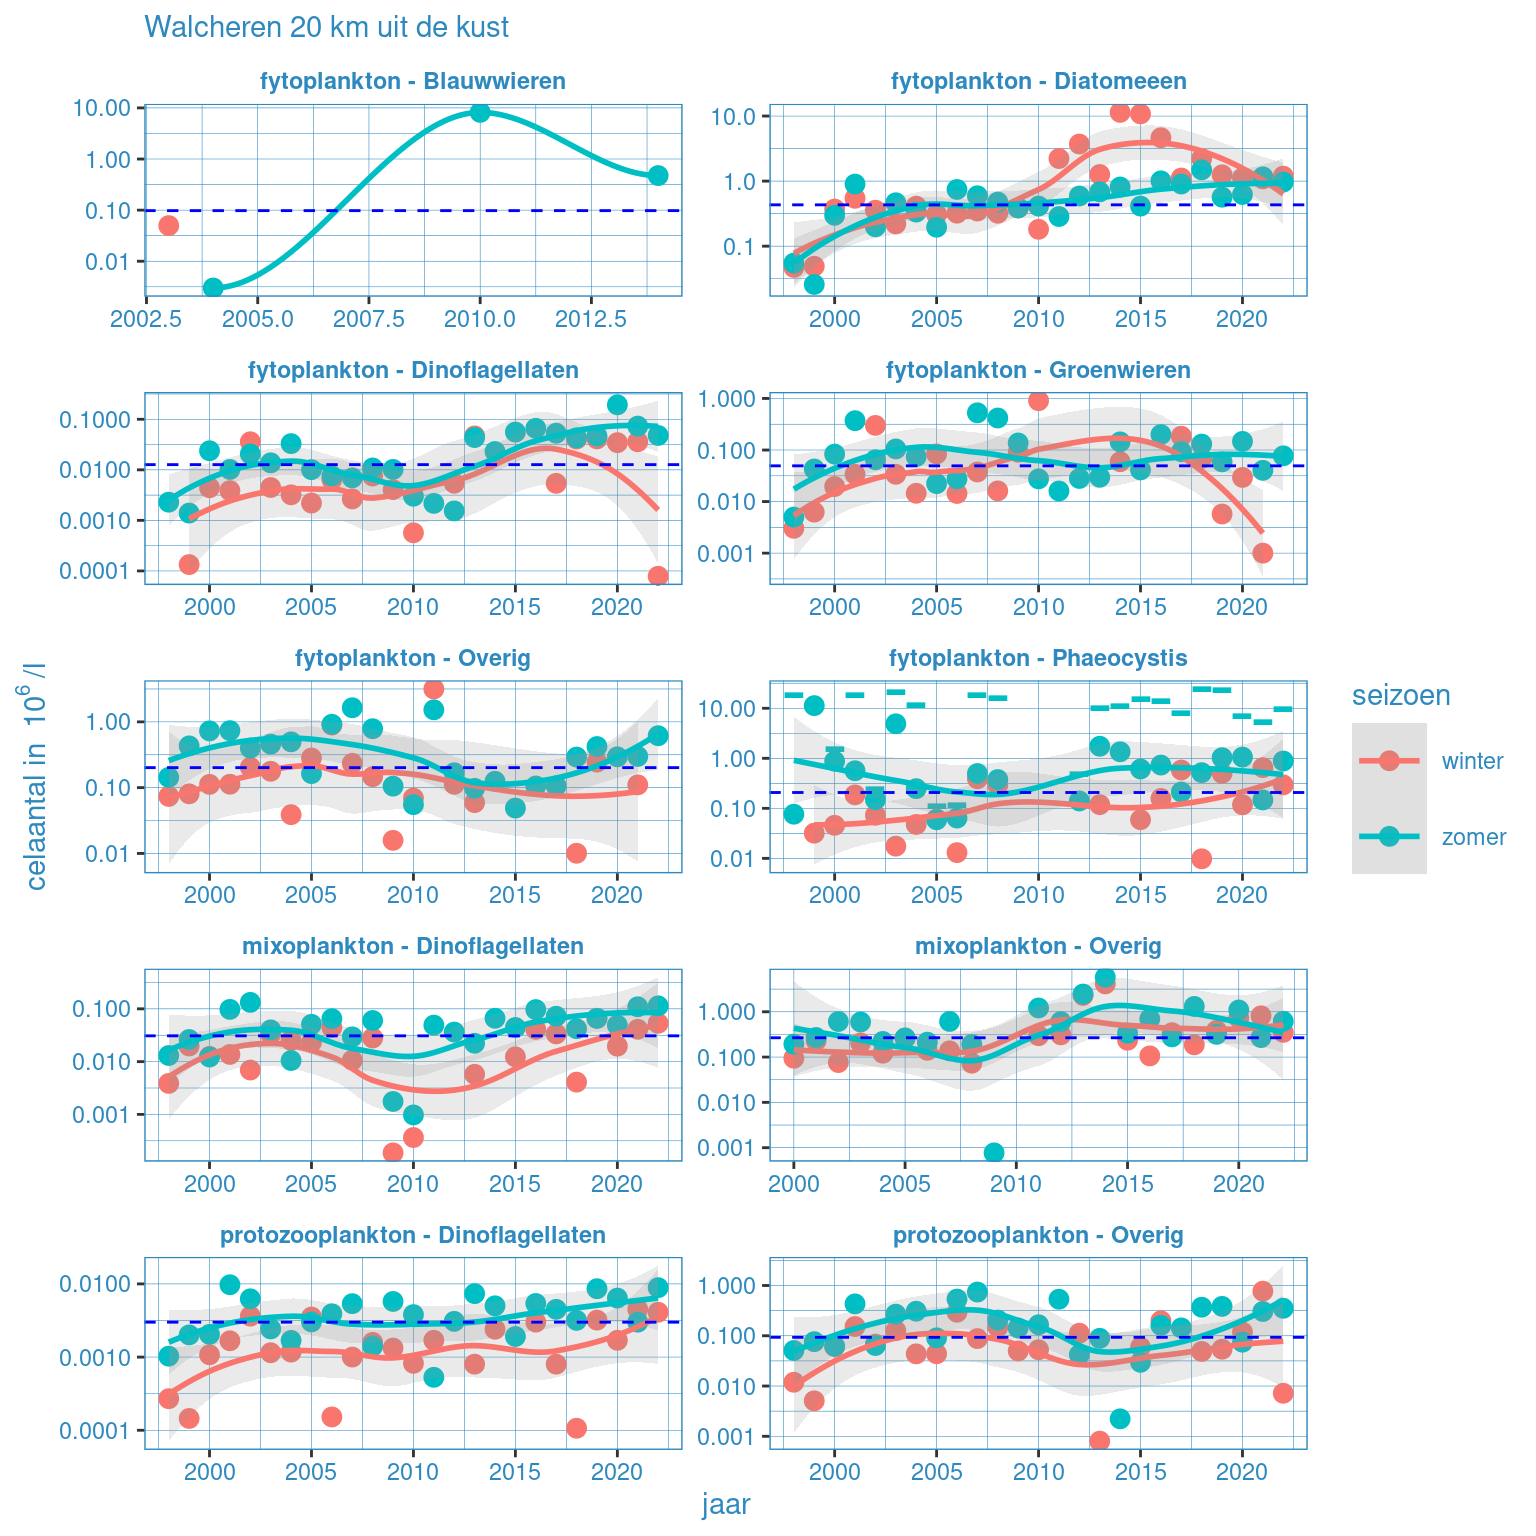 Walcheren 20 km uit de kust
fytoplankton - Blauwwieren
10.00
1.00
0.10
0.01
2002.5 2005.0 2007.5 2010.0 2012.5
fytoplankton - Diatomeeen
10.0
1.0
0.1
2000 2005 2010 2015 2020
fytoplankton - Dinoflagellaten
0.1000
0.0100
0.0010
0.0001
2000 2005 2010 2015 2020
fytoplankton - Groenwieren
1.000
0.100
0.010
0.001
2000 2005 2010 2015 2020
fytoplankton - Overig
1.00
0.10
0.01
2000 2005 2010 2015 2020
fytoplankton - Phaeocystis
10.00
1.00
0.10
0.01
2000 2005 2010 2015 2020
mixoplankton - Dinoflagellaten
0.100
0.010
0.001
2000 2005 2010 2015 2020
mixoplankton - Overig
1.000
0.100
0.010
0.001
2000 2005 2010 2015 2020
protozooplankton - Dinoflagellaten
0.0100
0.0010
0.0001
2000 2005 2010 2015 2020
protozooplankton - Overig
1.000
0.100
0.010
0.001
2000 2005 2010 2015 2020
jaar
celaantal in 10⁶ /l
seizoen
winter
zomer